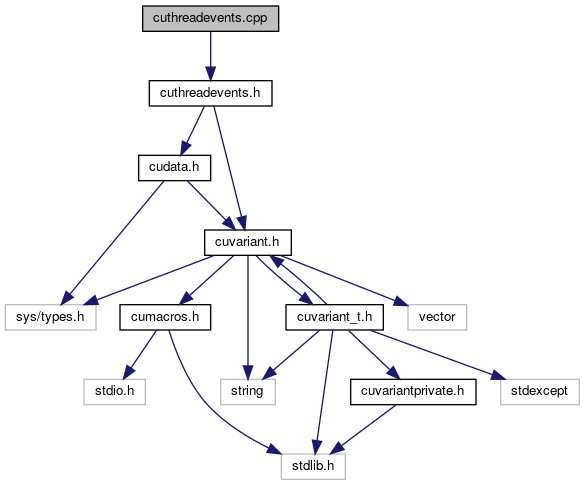 cuthreadevents.cpp
cuthreadevents.h
cudata.h
cuvariant.h
sys/types.h
cumacros.h
cuvariant_t.h
vector
stdio.h
string
cuvariantprivate.h
stdexcept
stdlib.h